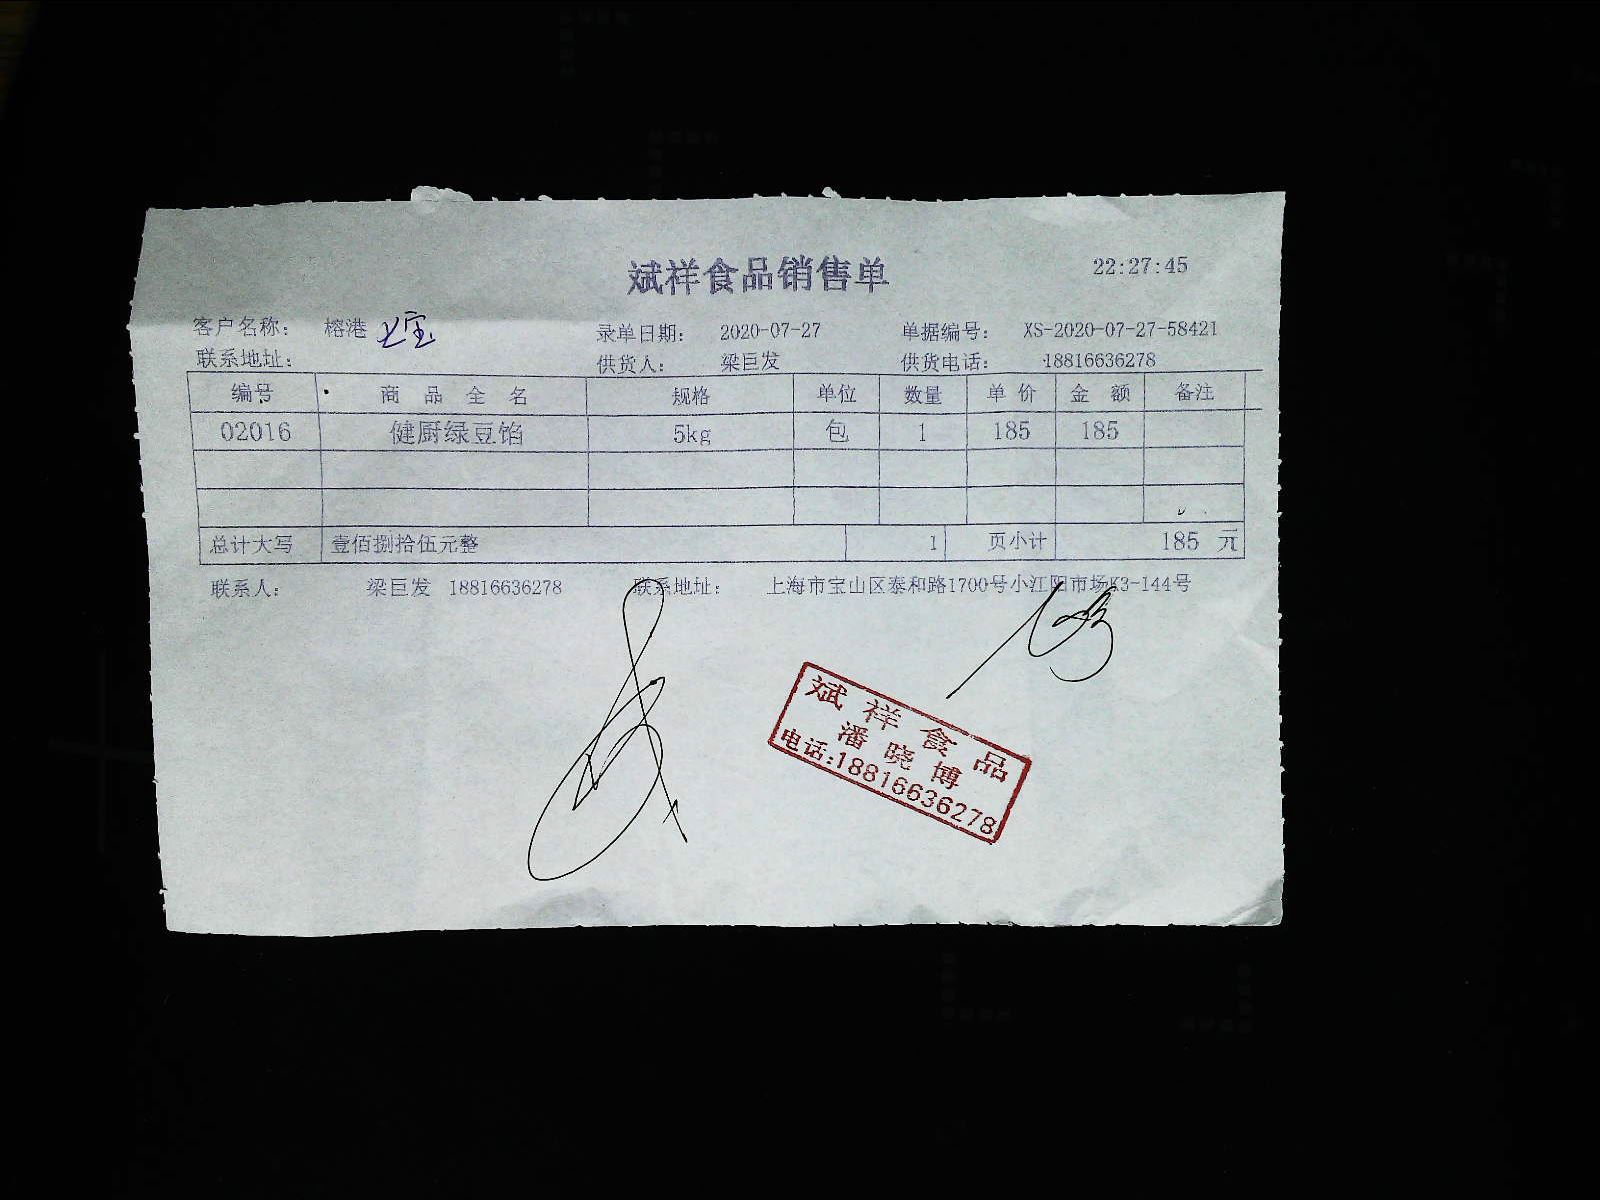 斌祥食品销售单 22:27:45
客户名称： 榕港 录单日期： 2020-07-27 单据编号： XS-2020-07-27-58421
联系地址： 供货人： 梁巨发 供货电话： 18816636278
编号 商品全名 规格 单位 数量 单价 金额 备注
02016 健厨绿豆馅 5kg 包 1 185 185
总计大写 壹佰捌拾伍元整 1 页小计 185 元
联系人： 梁巨发 18816636278 联系地址： 上海市宝山区泰和路1700号小江阳市场K3-144号
斌祥食品
潘晓博
电话:18816636278